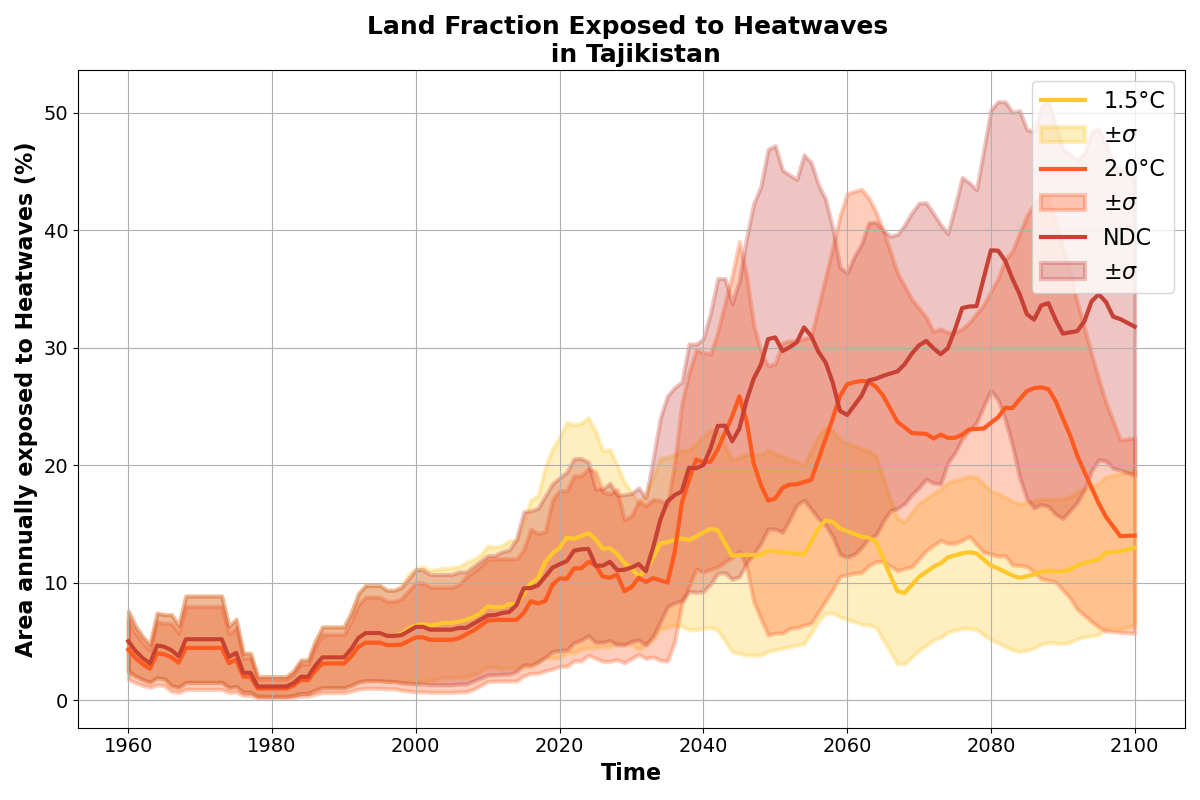 Land Fraction Exposed to Heatwaves
in Tajikistan
Area annually exposed to Heatwaves (%)
50
40
30
20
10
0
1960
1980
2000
2020
2040
2060
2080
2100
Time
1.5°C
±σ
2.0°C
±σ
NDC
±σ